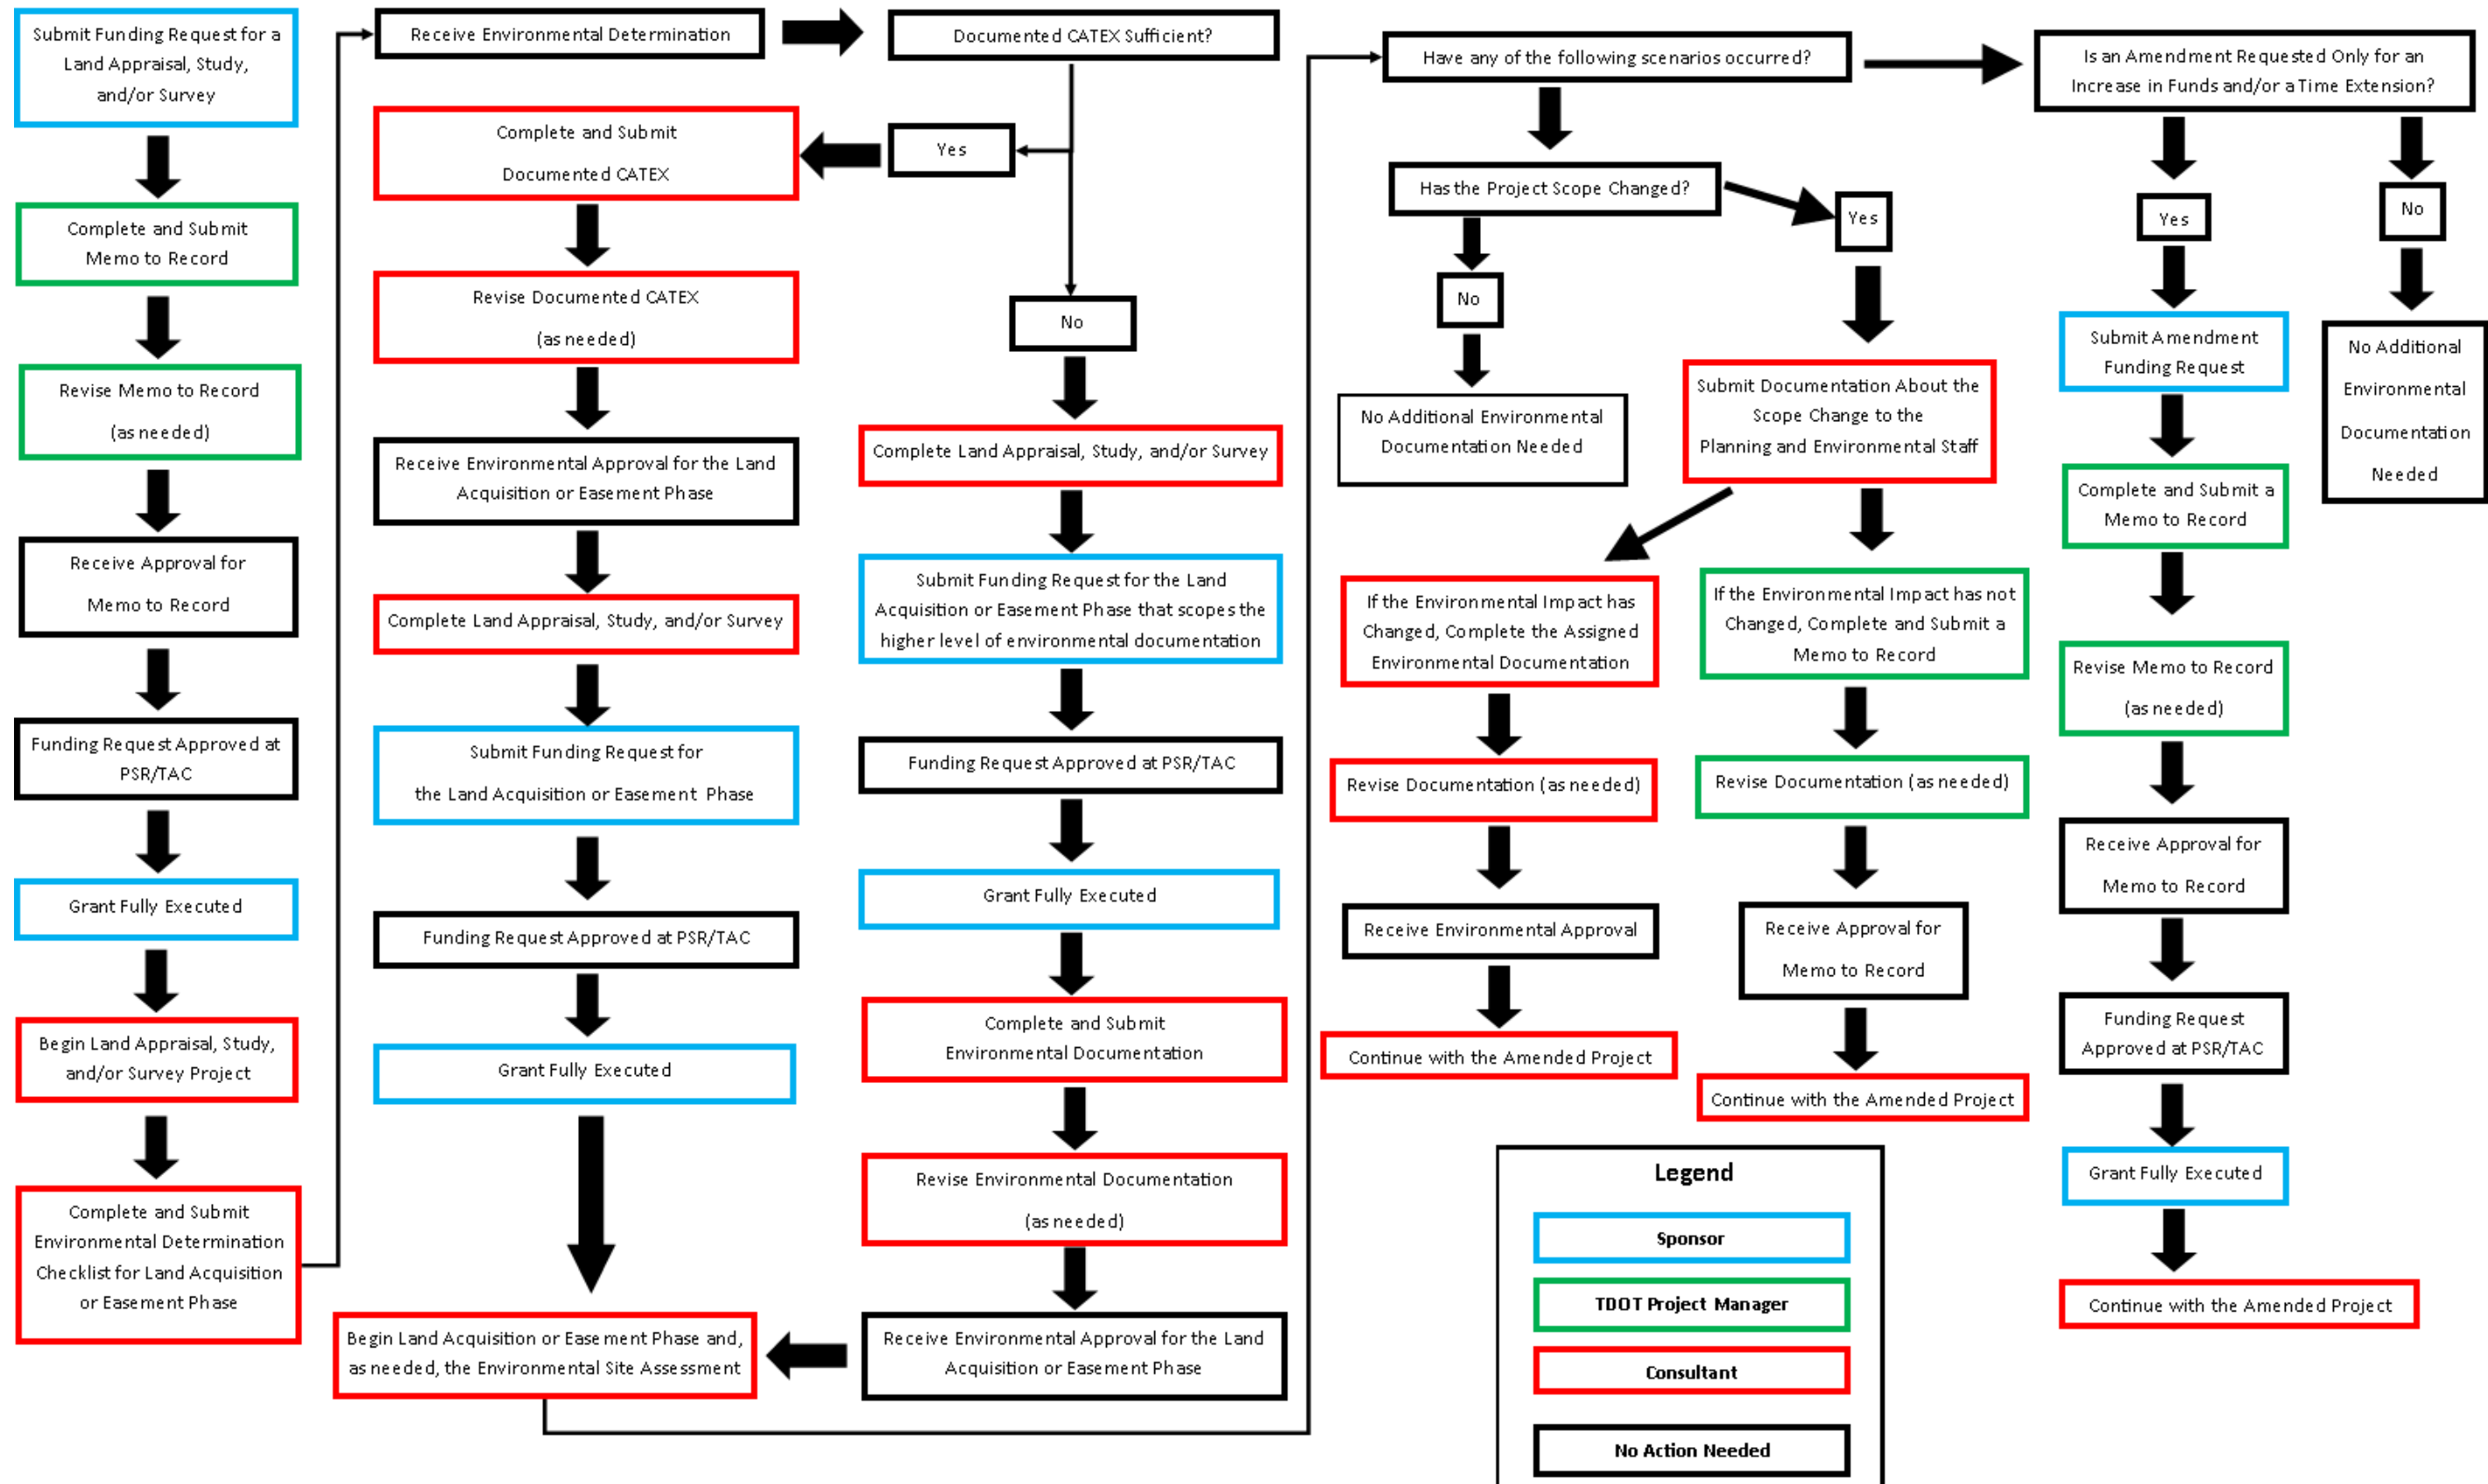 Submit Funding Request for a
Land Appraisal, Study,
and/or Survey
Complete and Submit
Memo to Record
Revise Memo to Record
(as needed)
Receive Approval for
Memo to Record
Funding Request Approved at
PSR/TAC
Grant Fully Executed
Begin Land Appraisal, Study,
and/or Survey Project
Complete and Submit
Environmental Determination
Checklist for Land Acquisition
or Easement Phase
Receive Environmental Determination
Documented CATEX Sufficient?
Yes
Complete and Submit
Documented CATEX
Revise Documented CATEX
(as needed)
Receive Environmental Approval for the Land
Acquisition or Easement Phase
Complete Land Appraisal, Study, and/or Survey
Submit Funding Request for
the Land Acquisition or Easement Phase
Funding Request Approved at PSR/TAC
Grant Fully Executed
Begin Land Acquisition or Easement Phase and,
as needed, the Environmental Site Assessment
No
Complete Land Appraisal, Study, and/or Survey
Submit Funding Request for the Land
Acquisition or Easement Phase that scopes the
higher level of environmental documentation
Funding Request Approved at PSR/TAC
Grant Fully Executed
Complete and Submit
Environmental Documentation
Revise Environmental Documentation
(as needed)
Receive Environmental Approval for the Land
Acquisition or Easement Phase
Have any of the following scenarios occurred?
Has the Project Scope Changed?
No
No Additional Environmental
Documentation Needed
Yes
Submit Documentation About the
Scope Change to the
Planning and Environmental Staff
If the Environmental Impact has
Changed, Complete the Assigned
Environmental Documentation
Revise Documentation (as needed)
Receive Environmental Approval
Continue with the Amended Project
If the Environmental Impact has not
Changed, Complete and Submit a
Memo to Record
Revise Documentation (as needed)
Receive Approval for
Memo to Record
Continue with the Amended Project
Is an Amendment Requested Only for an
Increase in Funds and/or a Time Extension?
Yes
Submit Amendment
Funding Request
Complete and Submit a
Memo to Record
Revise Memo to Record
(as needed)
Receive Approval for
Memo to Record
Funding Request
Approved at PSR/TAC
Grant Fully Executed
Continue with the Amended Project
No
No Additional
Environmental
Documentation
Needed
Legend
Sponsor
TDOT Project Manager
Consultant
No Action Needed